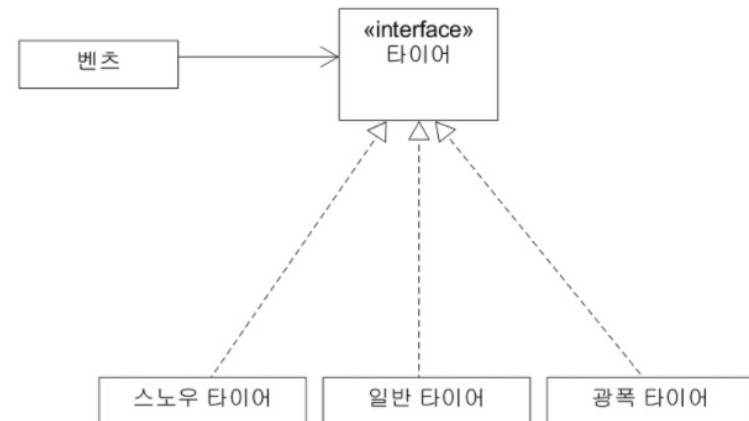 벤츠
«interface»
타이어
스노우 타이어
일반 타이어
광폭 타이어